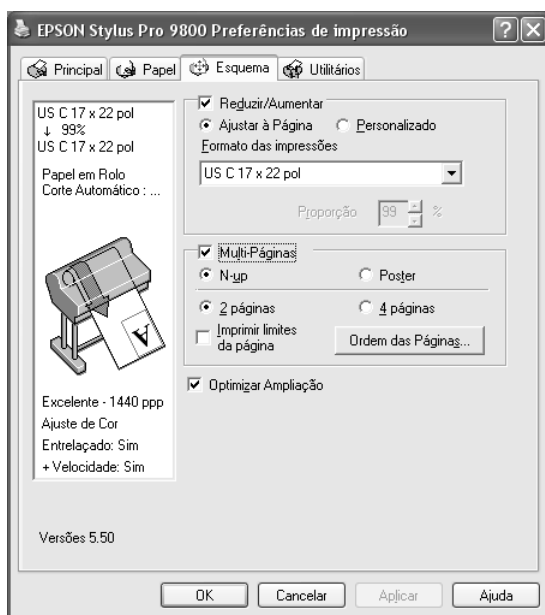 EPSON Stylus Pro 9800 Preferências de impressão
Principal Papel Esquema Utilitários
US C 17 x 22 pol
↓ 99%
US C 17 x 22 pol
Papel em Rolo
Corte Automático : ...
A
Excelente - 1440 ppp
Ajuste de Cor
Entrelaçado: Sim
+ Velocidade: Sim
Versões 5.50
Reduzir/Aumentar
Ajustar à Página Personalizado
Formato das impressões
US C 17 x 22 pol
Proporção 99 %
Multi-Páginas
N-up Poster
2 páginas 4 páginas
Imprimir limites
da página
Ordem das Páginas...
Optimizar Ampliação
OK Cancelar Aplicar Ajuda